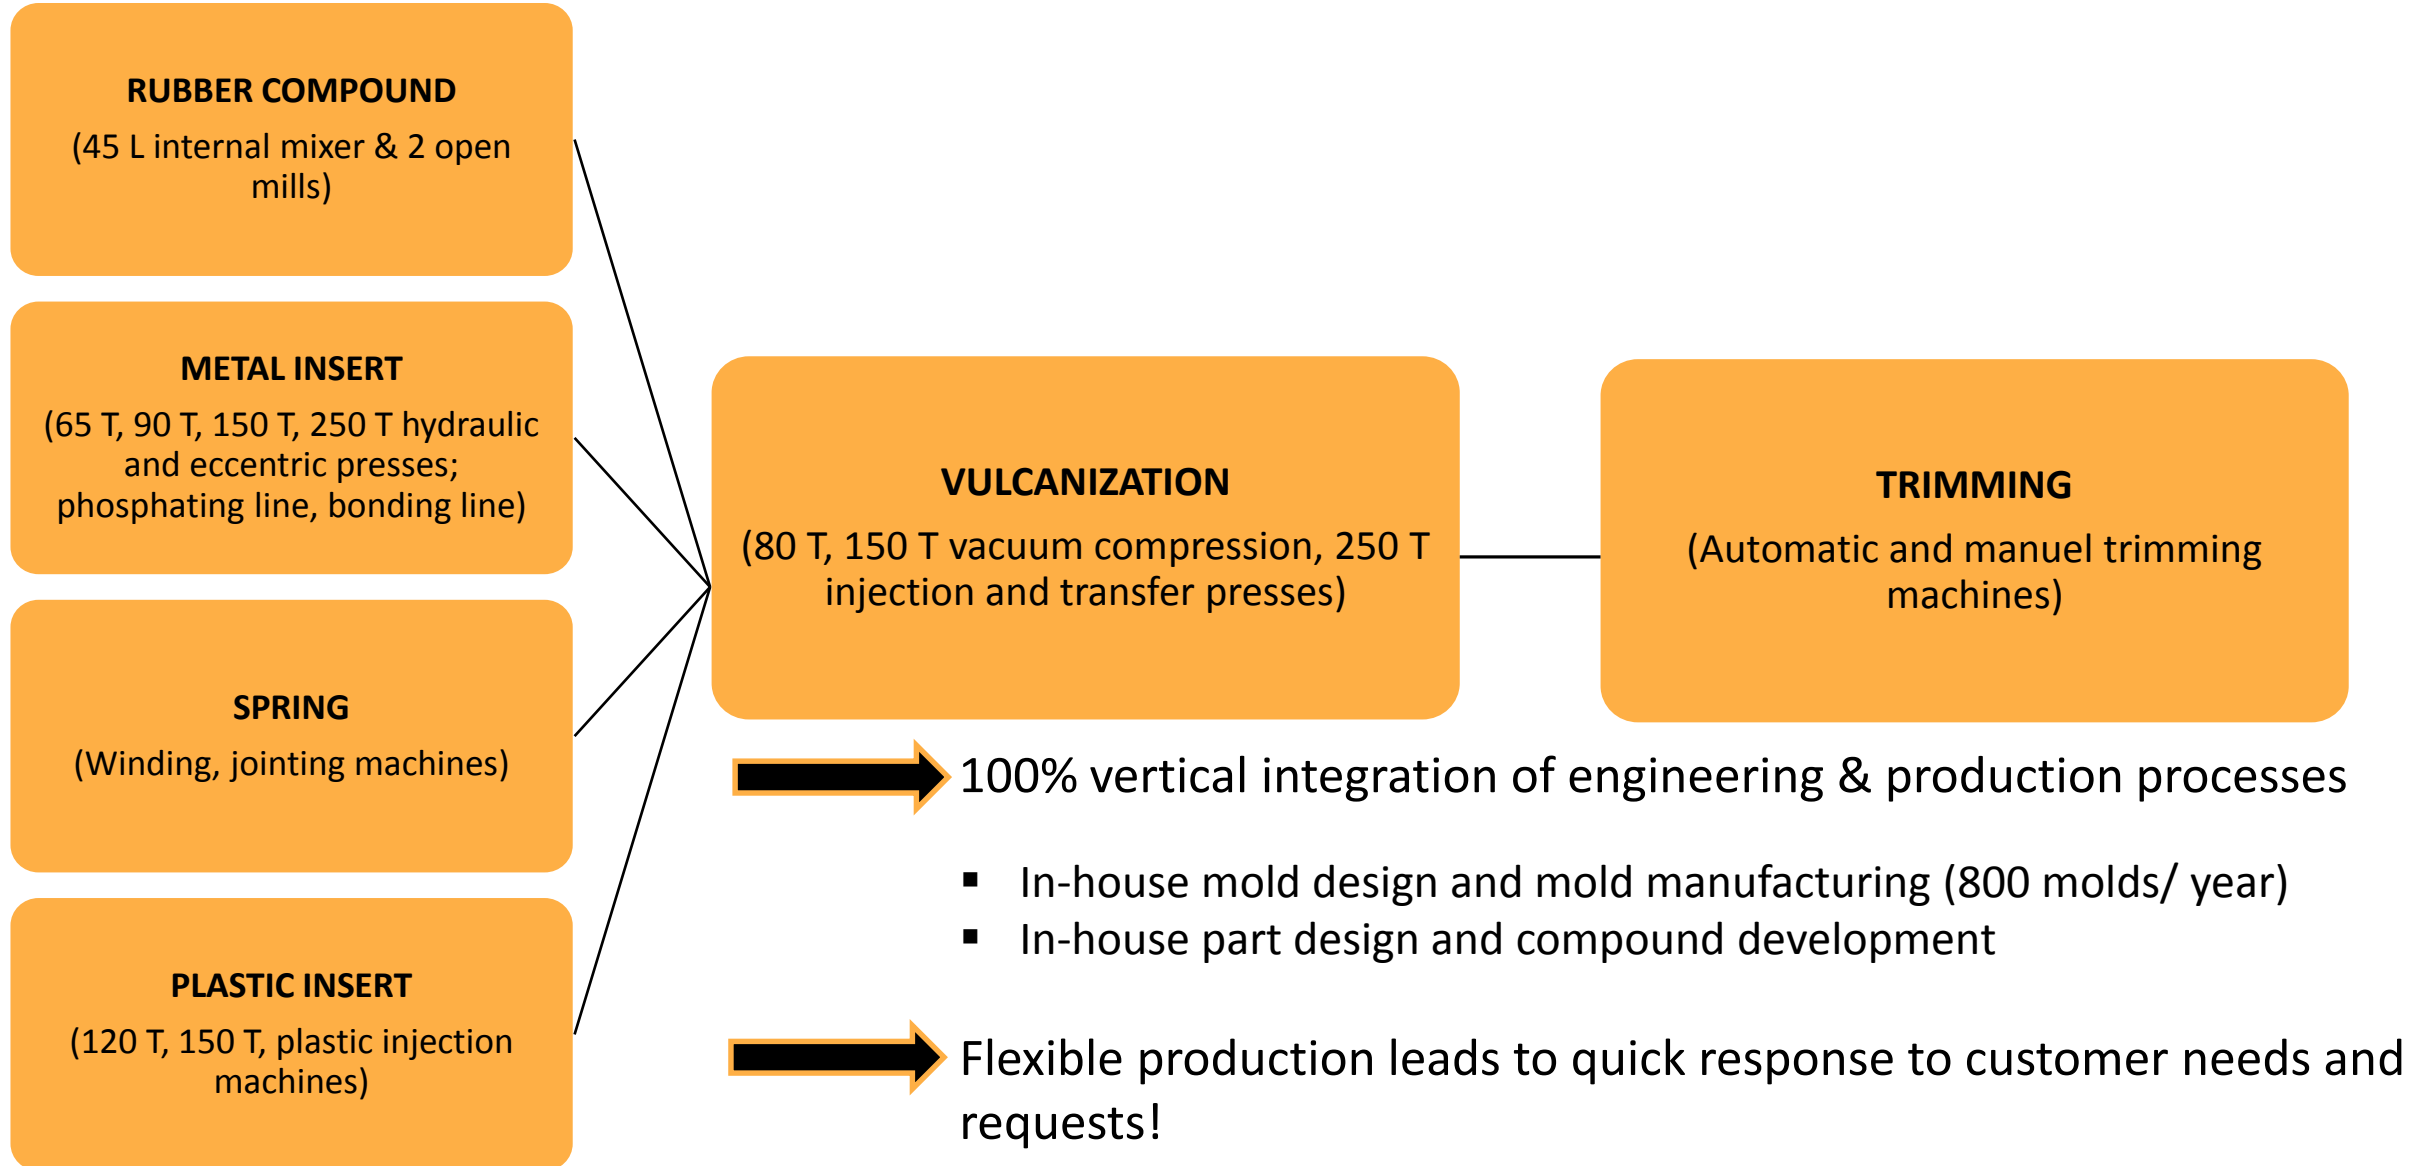 RUBBER COMPOUND
(45 L internal mixer & 2 open
mills)
METAL INSERT
(65 T, 90 T, 150 T, 250 T hydraulic
and eccentric presses;
phosphating line, bonding line)
SPRING
(Winding, jointing machines)
PLASTIC INSERT
(120 T, 150 T, plastic injection
machines)
VULCANIZATION
(80 T, 150 T vacuum compression, 250 T
injection and transfer presses)
TRIMMING
(Automatic and manuel trimming
machines)
100% vertical integration of engineering & production processes
▪ In-house mold design and mold manufacturing (800 molds/ year)
▪ In-house part design and compound development
Flexible production leads to quick response to customer needs and
requests!